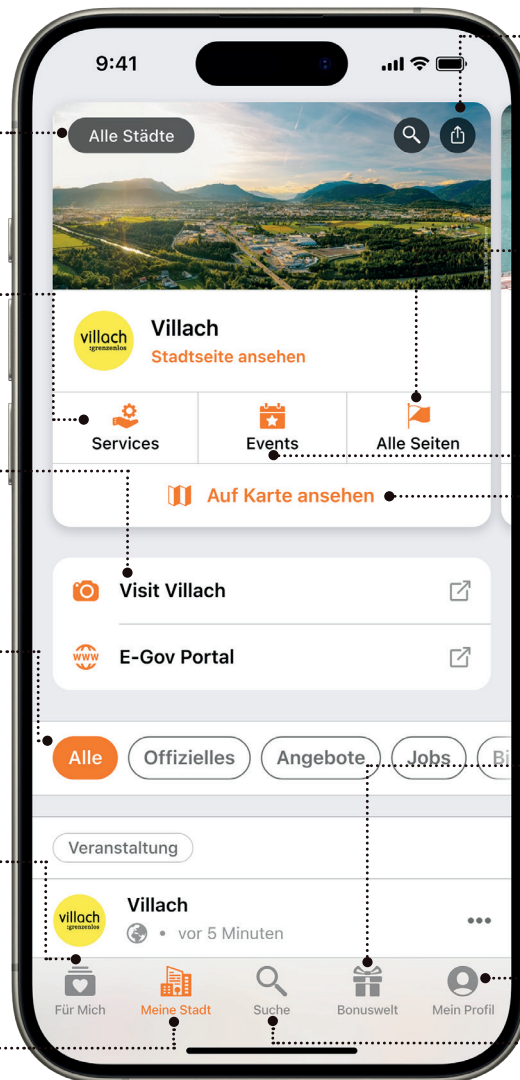 9:41
Alle Städte
villach
:grenzenlos
Villach
Stadtseite ansehen
Services
Events
Alle Seiten
Auf Karte ansehen
Visit Villach
www
E-Gov Portal
Alle
Offizielles
Angebote
Jobs
Bi
Veranstaltung
villach
:grenzenlos
Villach
• vor 5 Minuten
Für Mich
Meine Stadt
Suche
Bonuswelt
Mein Profil